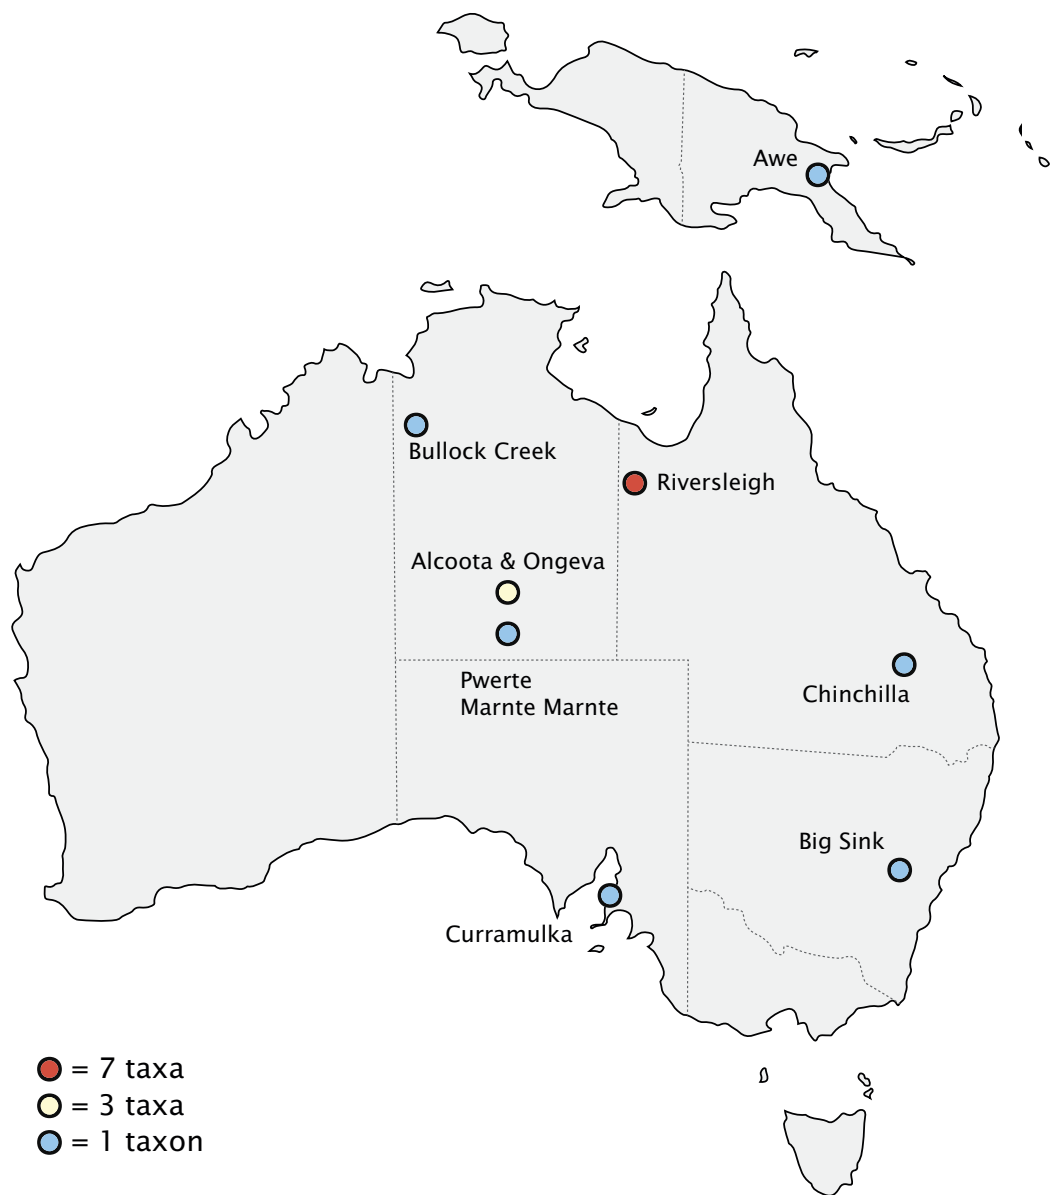 Awe
Bullock Creek
Riversleigh
Alcoota & Ongeva
Pwerte
Marnte Marnte
Chinchilla
Big Sink
Curramulka
= 7 taxa
= 3 taxa
= 1 taxon